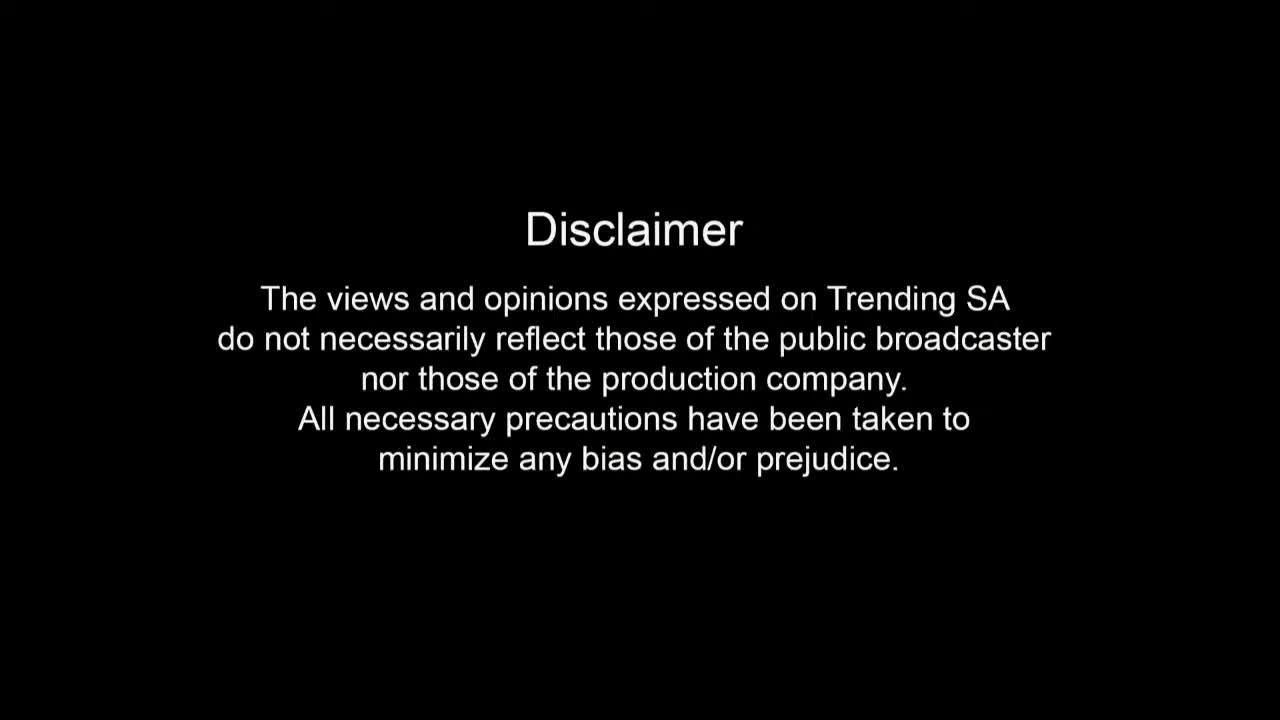 Disclaimer
The views and opinions expressed on Trending SA
do not necessarily reflect those of the public broadcaster
nor those of the production company.
All necessary precautions have been taken to
minimize any bias and/or prejudice.